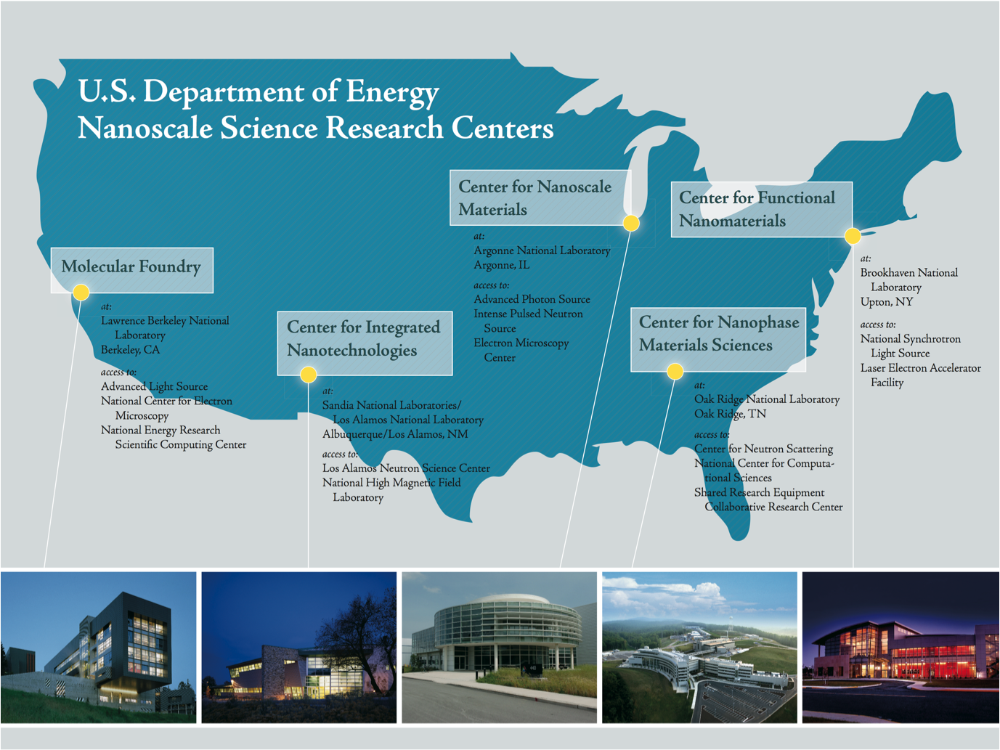 U.S. Department of Energy
Nanoscale Science Research Centers
Molecular Foundry
at:
Lawrence Berkeley National
Laboratory
Berkeley, CA
access to:
Advanced Light Source
National Center for Electron
Microscopy
National Energy Research
Scientific Computing Center
Center for Integrated
Nanotechnologies
at:
Sandia National Laboratories/
Los Alamos National Laboratory
Albuquerque/Los Alamos, NM
access to:
Los Alamos Neutron Science Center
National High Magnetic Field
Laboratory
Center for Nanoscale
Materials
at:
Argonne National Laboratory
Argonne, IL
access to:
Advanced Photon Source
Intense Pulsed Neutron
Source
Electron Microscopy
Center
Center for Nanophase
Materials Sciences
at:
Oak Ridge National Laboratory
Oak Ridge, TN
access to:
Center for Neutron Scattering
National Center for Computa-
tional Sciences
Shared Research Equipment
Collaborative Research Center
Center for Functional
Nanomaterials
at:
Brookhaven National
Laboratory
Upton, NY
access to:
National Synchrotron
Light Source
Laser Electron Accelerator
Facility